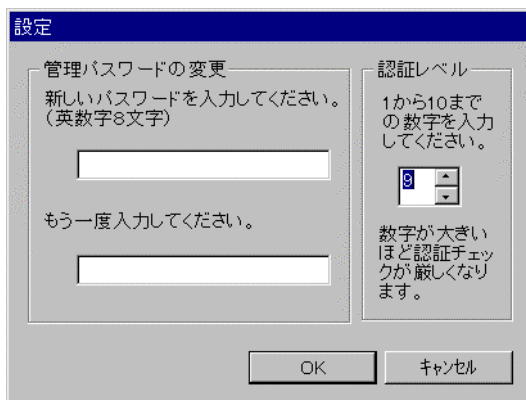 設定
管理パスワードの変更
新しいパスワードを入力してください。
（英数字8文字）
もう一度入力してください。
認証レベル
1から10まで
の数字を入力
してください。
9
数字が大きい
ほど認証チェッ
クが厳しくなり
ます。
OK
ｷｬﾝｾﾙ